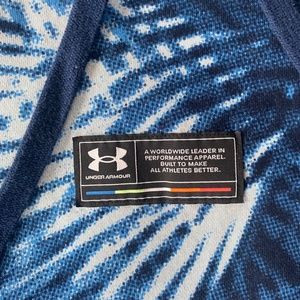 UNDER ARMOUR
A WORLDWIDE LEADER IN
PERFORMANCE APPAREL.
BUILT TO MAKE
ALL ATHLETES BETTER.